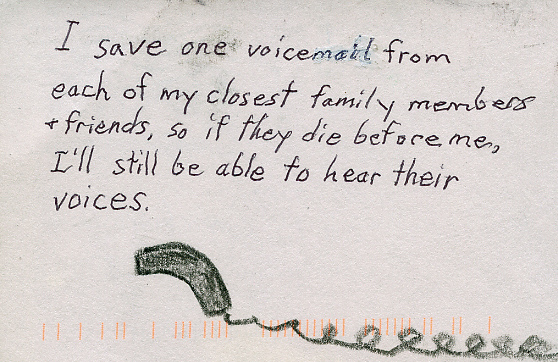 I save one voicemail from
each of my closest family members
+ friends, so if they die before me,
I'll still be able to hear their
voices.